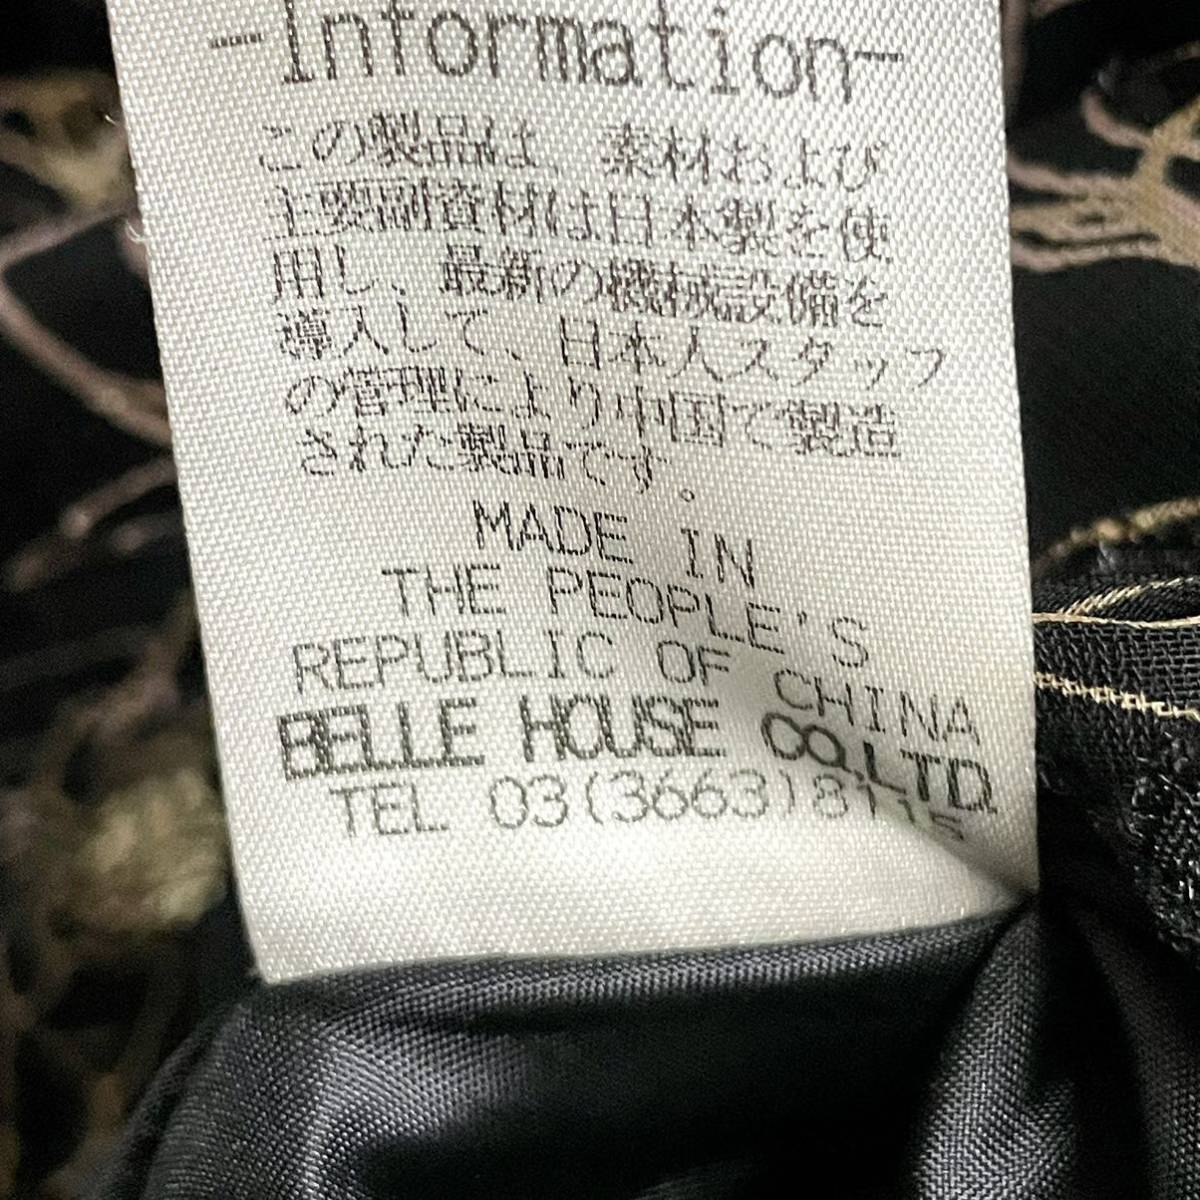 -Information-
この製品は、素材および
主要副資材は日本製を使
用し、最新の機械設備を
導入して、日本人スタッフ
の管理により中国で製造
された製品です。
MADE IN
THE PEOPLE'S
REPUBLIC OF CHINA
BELLE HOUSE CO.,LTD.
TEL 03(3663)8115